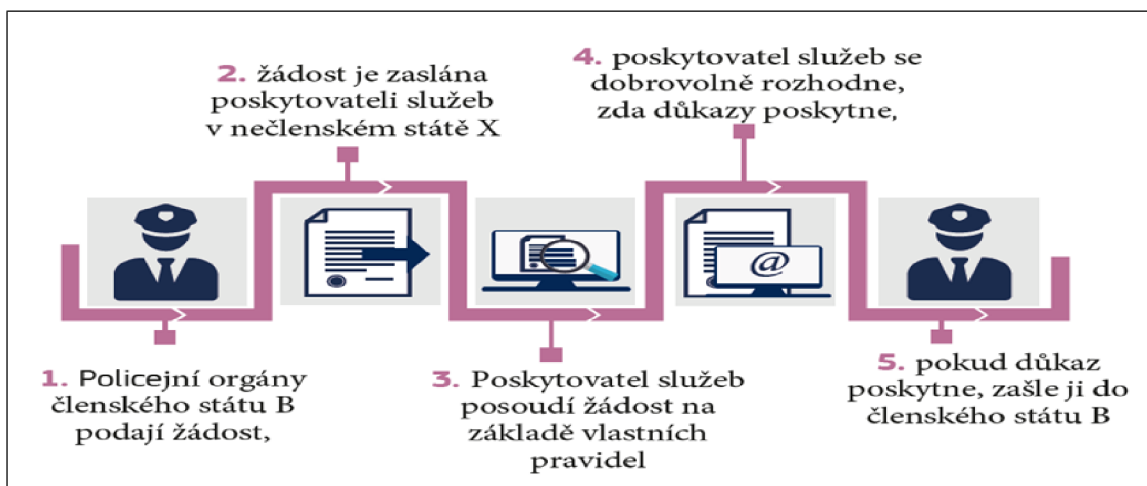 1. Policejní orgány
členského státu B
podají žádost,
2. žádost je zaslána
poskytovateli služeb
v nečlenském státě X
3. Poskytovatel služeb
posoudí žádost na
základě vlastních
pravidel
4. poskytovatel služeb se
dobrovolně rozhodne,
zda důkazy poskytne,
@
5. pokud důkaz
poskytne, zašle ji do
členského státu B